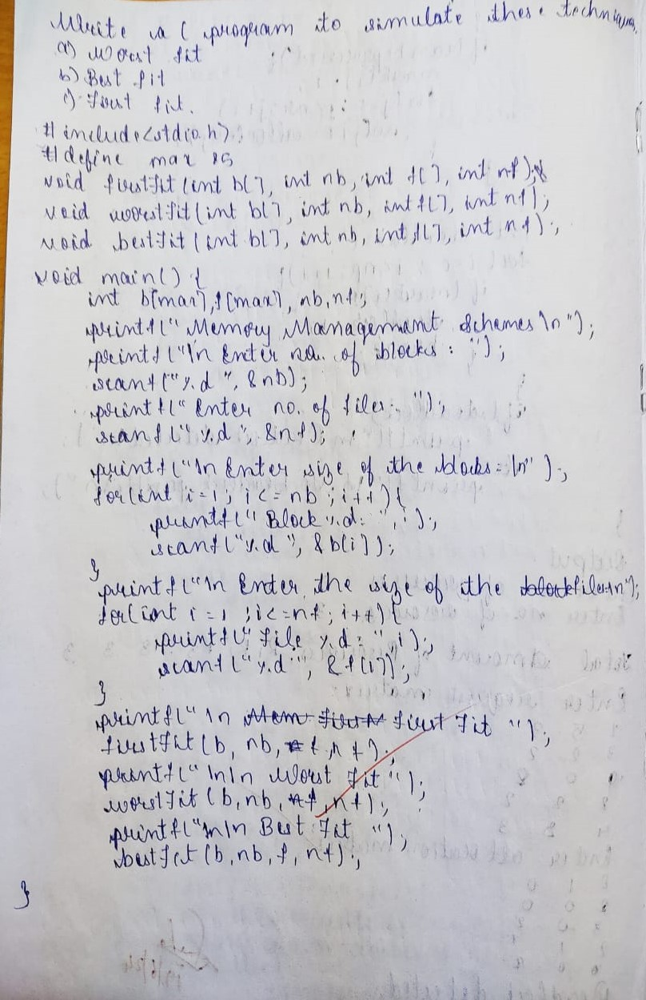 Write a C program to simulate these techniques.
a) Worst fit
b) Best fit
c) First fit.
#include<stdio.h>
#define max 25
void firstfit(int b[], int nb, int f[], int nf);
void worstfit(int b[], int nb, int f[], int nf);
void bestfit(int b[], int nb, int f[], int nf);
void main() {
int b[max], f[max], nb, nf;
printf("Memory Management Schemes\n");
printf("\n Enter no. of blocks: ");
scanf("%d", &nb);
printf("Enter no. of files: ");
scanf("%d", &nf);
printf("\n Enter size of the blocks=\n");
for(int i=1; i<=nb; i++){
printf("Block %d: ", i);
scanf("%d", &b[i]);
}
printf("\n Enter the size of the files:\n");
for(int i=1; i<=nf; i++){
printf("File %d: ", i);
scanf("%d", &f[i]);
}
printf("\n First Fit ");
firstfit(b, nb, f, nf);
printf("\n\n Worst Fit");
worstfit(b, nb, f, nf);
printf("\n\n Best Fit ");
bestfit(b, nb, f, nf);
}